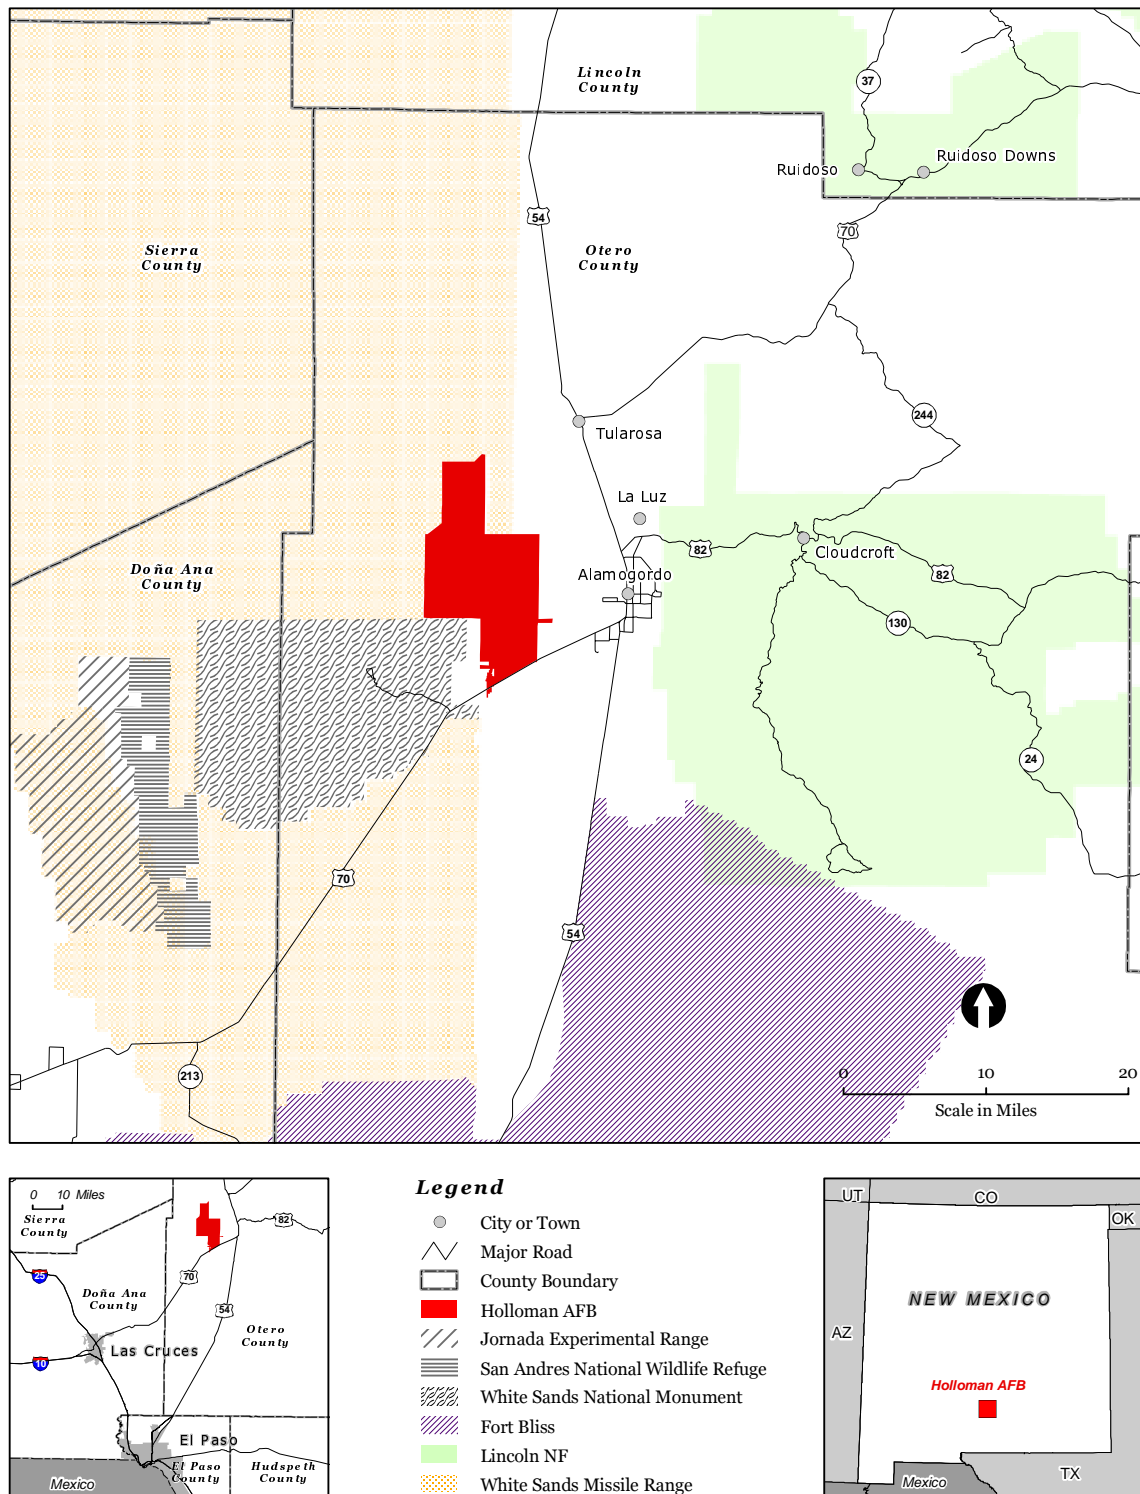 Lincoln
County
37
Ruidoso
Ruidoso Downs
54
70
Sierra
County
Otero
County
244
Tularosa
La Luz
82
Cloudcroft
Doña Ana
County
Alamogordo
82
130
24
70
54
213
0 10 20
Scale in Miles
0 10 Miles
Sierra
County
82
25
70
Doña Ana
County
54
Otero
County
Las Cruces
10
El Paso
El Paso
County
Hudspeth
County
Mexico
Legend
City or Town
Major Road
County Boundary
Holloman AFB
Jornada Experimental Range
San Andres National Wildlife Refuge
White Sands National Monument
Fort Bliss
Lincoln NF
White Sands Missile Range
UT
CO
OK
NEW MEXICO
AZ
Holloman AFB
TX
Mexico